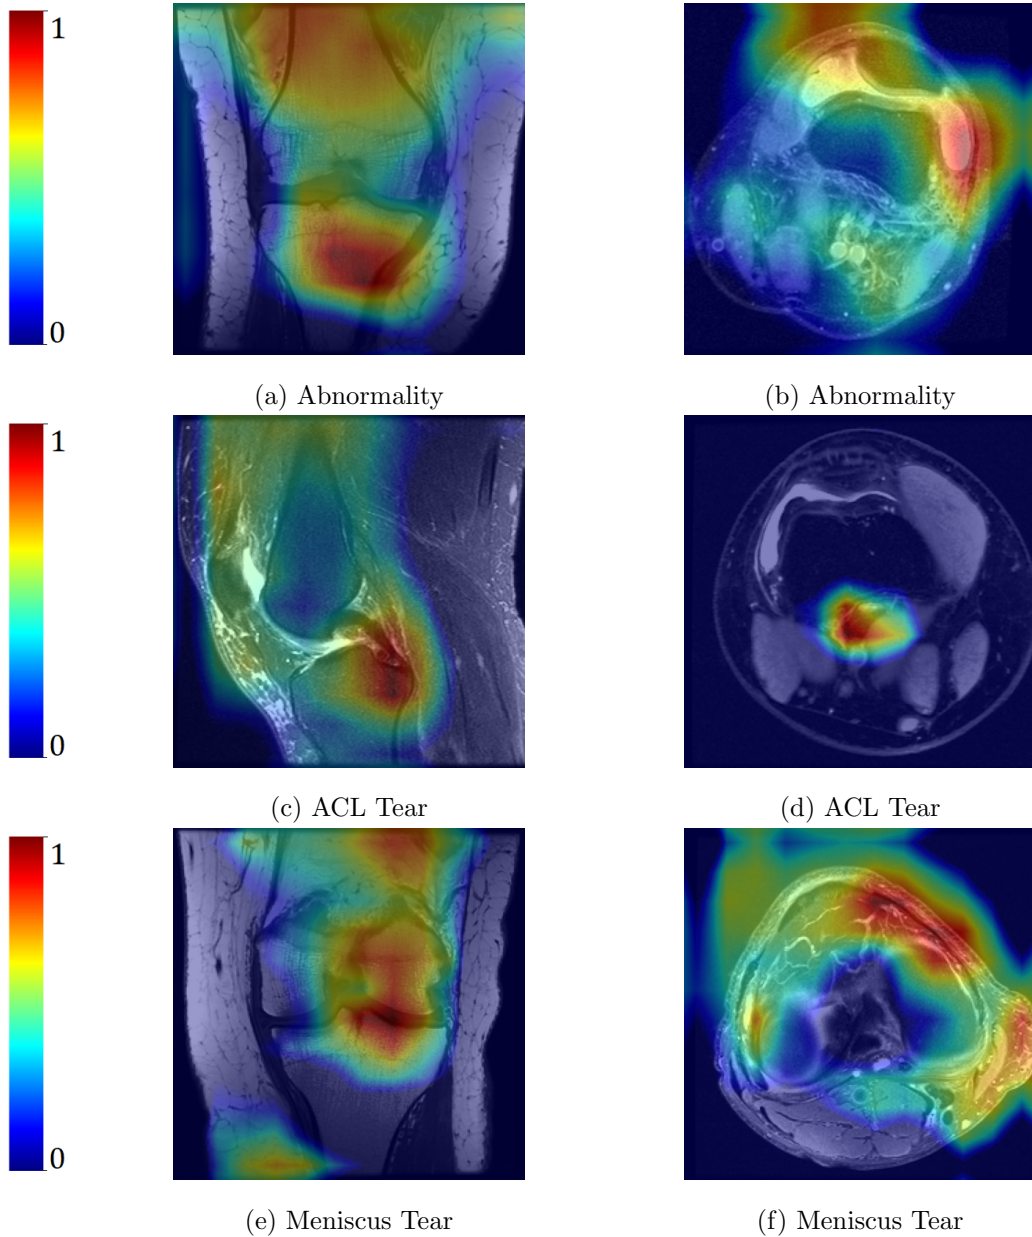 1
0
(a) Abnormality
(b) Abnormality
1
0
(c) ACL Tear
(d) ACL Tear
1
0
(e) Meniscus Tear
(f) Meniscus Tear